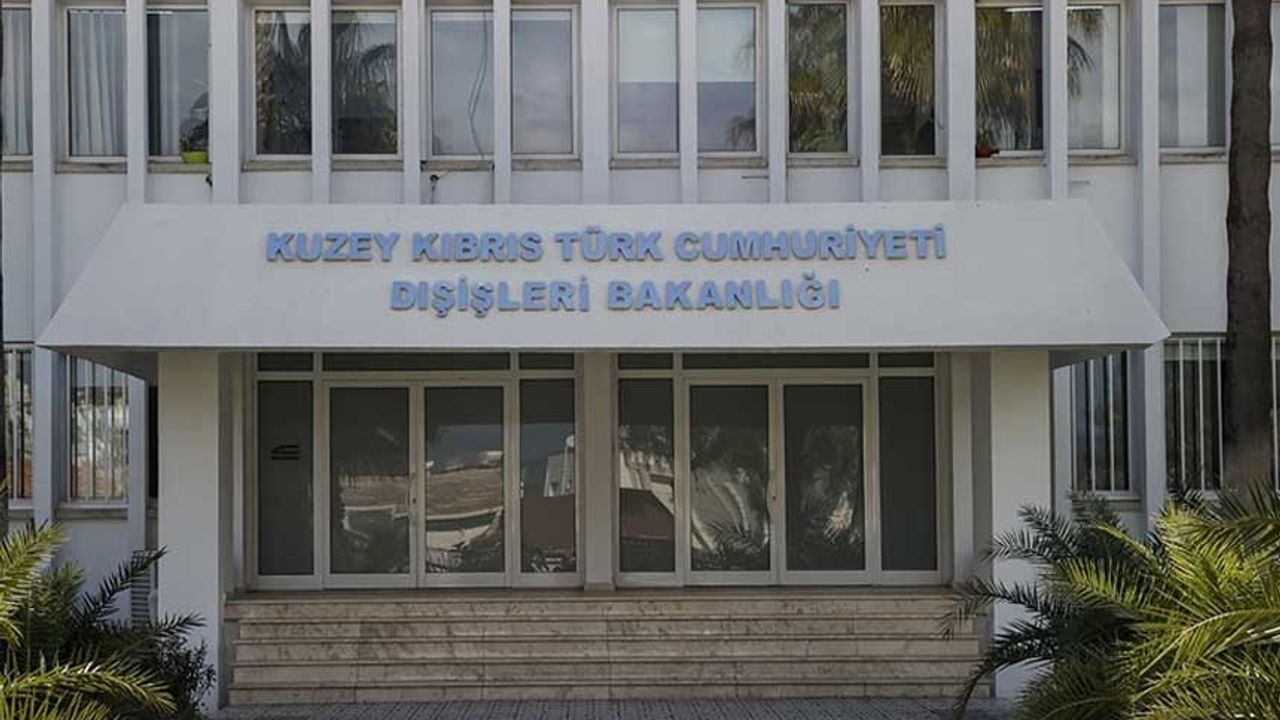 KUZEY KIBRIS TÜRK CUMHURİYETİ
DIŞİŞLERİ BAKANLIĞI